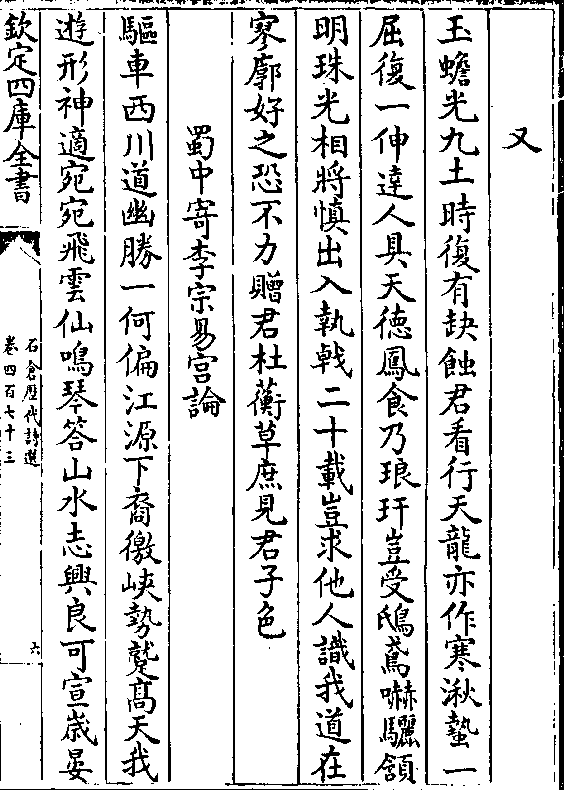 又
玉蟾光九土時復有缺蝕君看行天龍亦作寒湫蟄一
屈復一伸達人具天徳鳳食乃琅玕豈受鴟鳶嚇驪頷
明珠光相將慎出入執㦸二十載豈求他人識我道在
寥廓好之恐不力贈君杜蘅草庶見君子色
蜀中寄李宗易宫論
驅車西川道幽勝一何偏江源下裔徼峽勢蹵髙天我
遊形神適宛宛飛雲仙鳴琴答山水志興良可宣嵗晏
欽定四庫全書
石倉歴代詩選
卷四百七十三
六